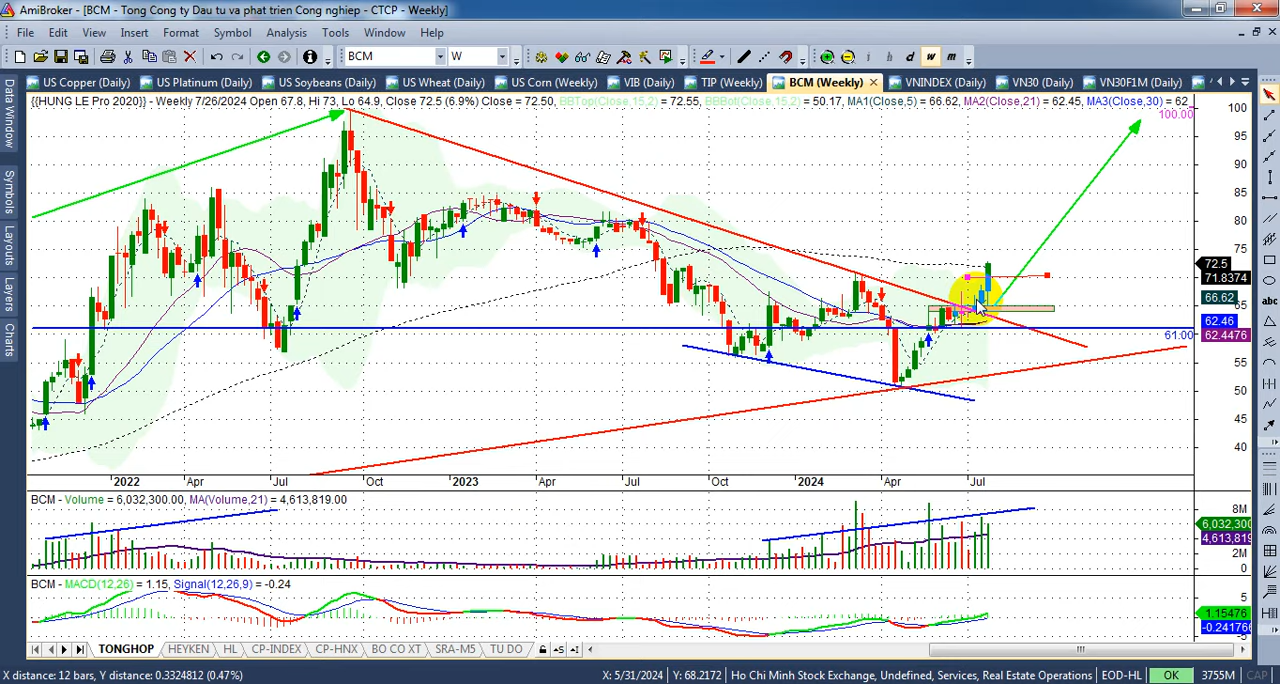 AmiBroker - [BCM - Tong Cong ty Dau tu va phat trien Cong nghiep - CTCP - Weekly]
File Edit View Insert Format Symbol Analysis Tools Window Help
BCM W i i h d w m
US Copper (Daily) US Platinum (Daily) US Soybeans (Daily) US Wheat (Daily) US Corn (Weekly) VIB (Daily) TIP (Weekly) BCM (Weekly) VNINDEX (Daily) VN30 (Daily) VN30F1M (Daily)
Data Window
Symbols
Layouts
Layers
Charts
{{HUNG LE Pro 2020}} - Weekly 7/26/2024 Open 67.8, Hi 73, Lo 64.9, Close 72.5 (6.9%) Close = 72.50, BBTop(Close,15,2) = 72.55, BBBot(Close,15,2) = 50.17, MA1(Close,5) = 66.62, MA2(Close,21) = 62.45, MA3(Close,30) = 62
100
100.00
95
90
85
80
75
72.5
71.8374
66.62
65
62.46
61.00
62.4476
55
50
45
40
2022 Apr Jul Oct 2023 Apr Jul Oct 2024 Apr Jul
BCM - Volume = 6,032,300.00, MA(Volume,21) = 4,613,819.00
8M
6,032,300
4,613,819
2M
0
BCM - MACD(12,26) = 1.15, Signal(12,26,9) = -0.24
5
1.15476
-0.241766
-5
TONGHOP HEYKEN HL CP-INDEX CP-HNX BO CO XT SRA-M5 TU DO
abc
X distance: 12 bars, Y distance: 0.3324812 (0.47%) X: 5/31/2024 Y: 68.2172 Ho Chi Minh Stock Exchange, Undefined, Services, Real Estate Operations EOD-HL OK 3755M CAP